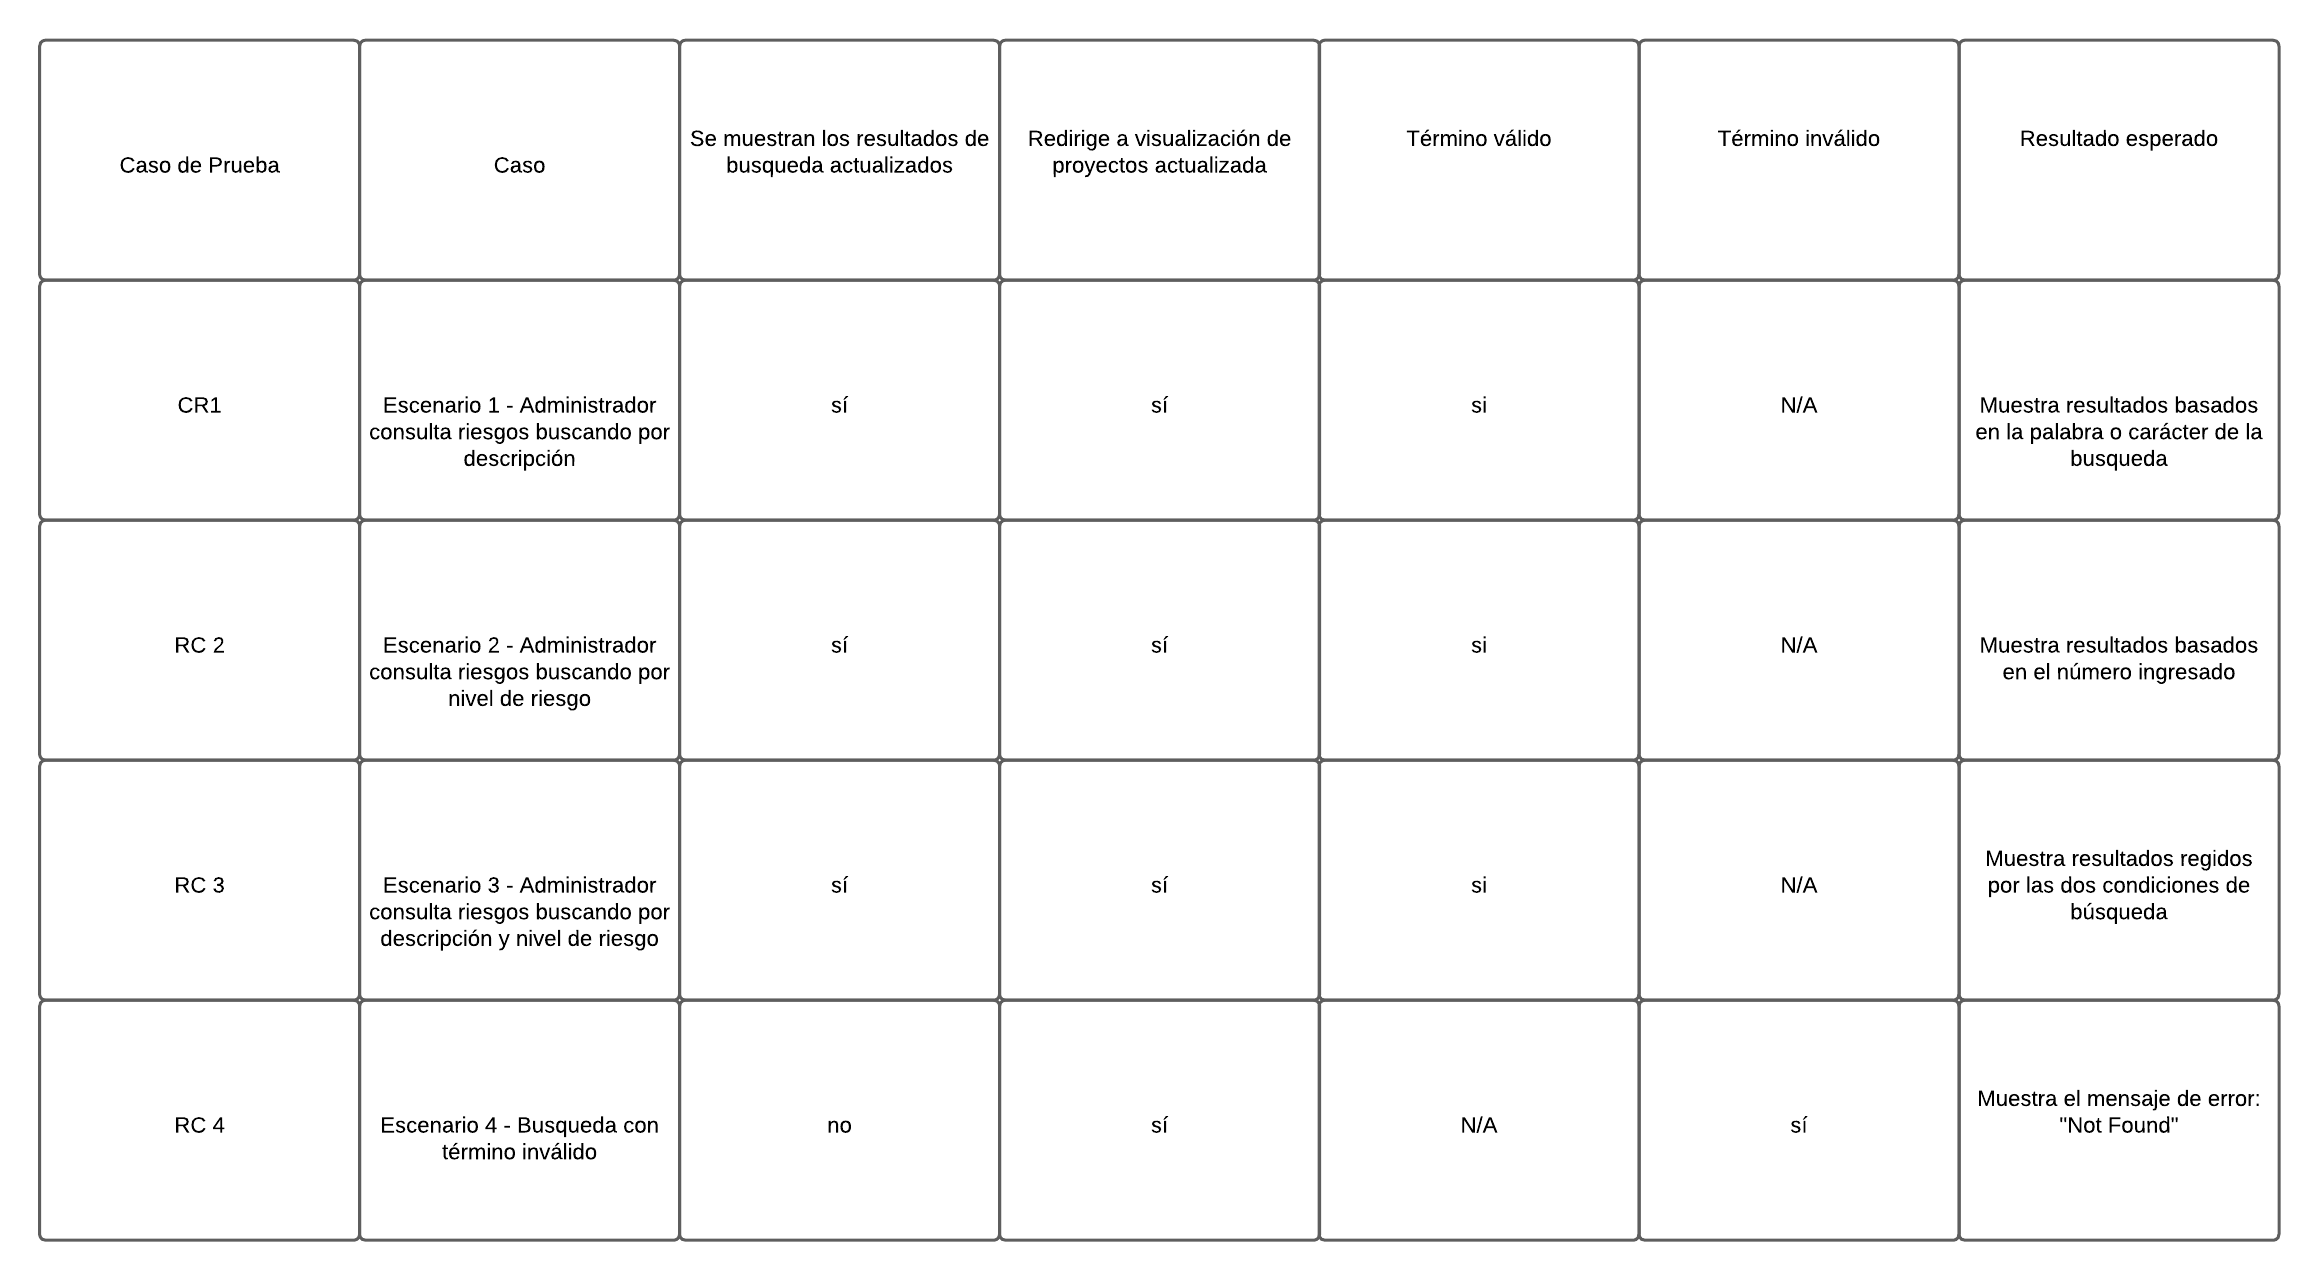 Caso de Prueba
Caso
Se muestran los resultados de
busqueda actualizados
Redirige a visualización de
proyectos actualizada
Término válido
Término inválido
Resultado esperado
CR1
Escenario 1 - Administrador
consulta riesgos buscando por
descripción
sí
sí
si
N/A
Muestra resultados basados
en la palabra o carácter de la
busqueda
RC 2
Escenario 2 - Administrador
consulta riesgos buscando por
nivel de riesgo
sí
sí
si
N/A
Muestra resultados basados
en el número ingresado
RC 3
Escenario 3 - Administrador
consulta riesgos buscando por
descripción y nivel de riesgo
sí
sí
si
N/A
Muestra resultados regidos
por las dos condiciones de
búsqueda
RC 4
Escenario 4 - Busqueda con
término inválido
no
sí
N/A
sí
Muestra el mensaje de error:
"Not Found"